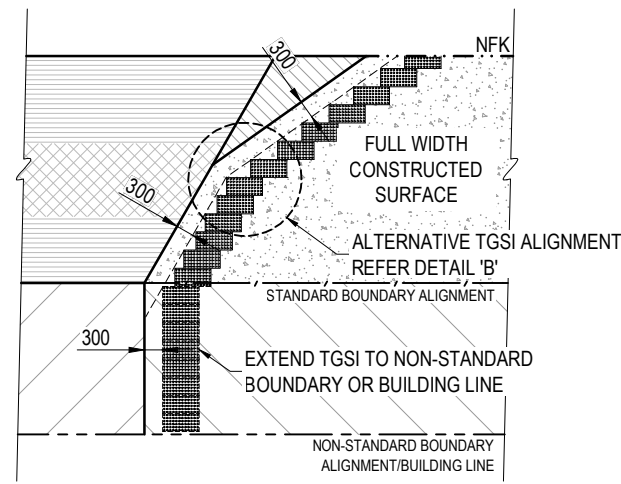 NFK
300
FULL WIDTH
CONSTRUCTED
SURFACE
300
ALTERNATIVE TGSI ALIGNMENT
REFER DETAIL 'B'
STANDARD BOUNDARY ALIGNMENT
300
EXTEND TGSI TO NON-STANDARD
BOUNDARY OR BUILDING LINE
NON-STANDARD BOUNDARY
ALIGNMENT/BUILDING LINE